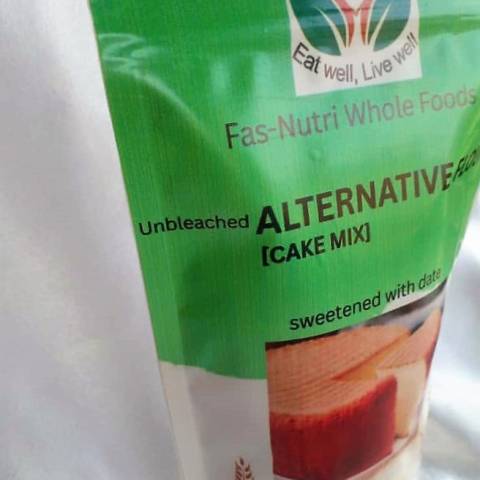 Eat well, Live well
Fas-Nutri Whole Foods
Unbleached ALTERNATIVE
[CAKE MIX]
sweetened with date